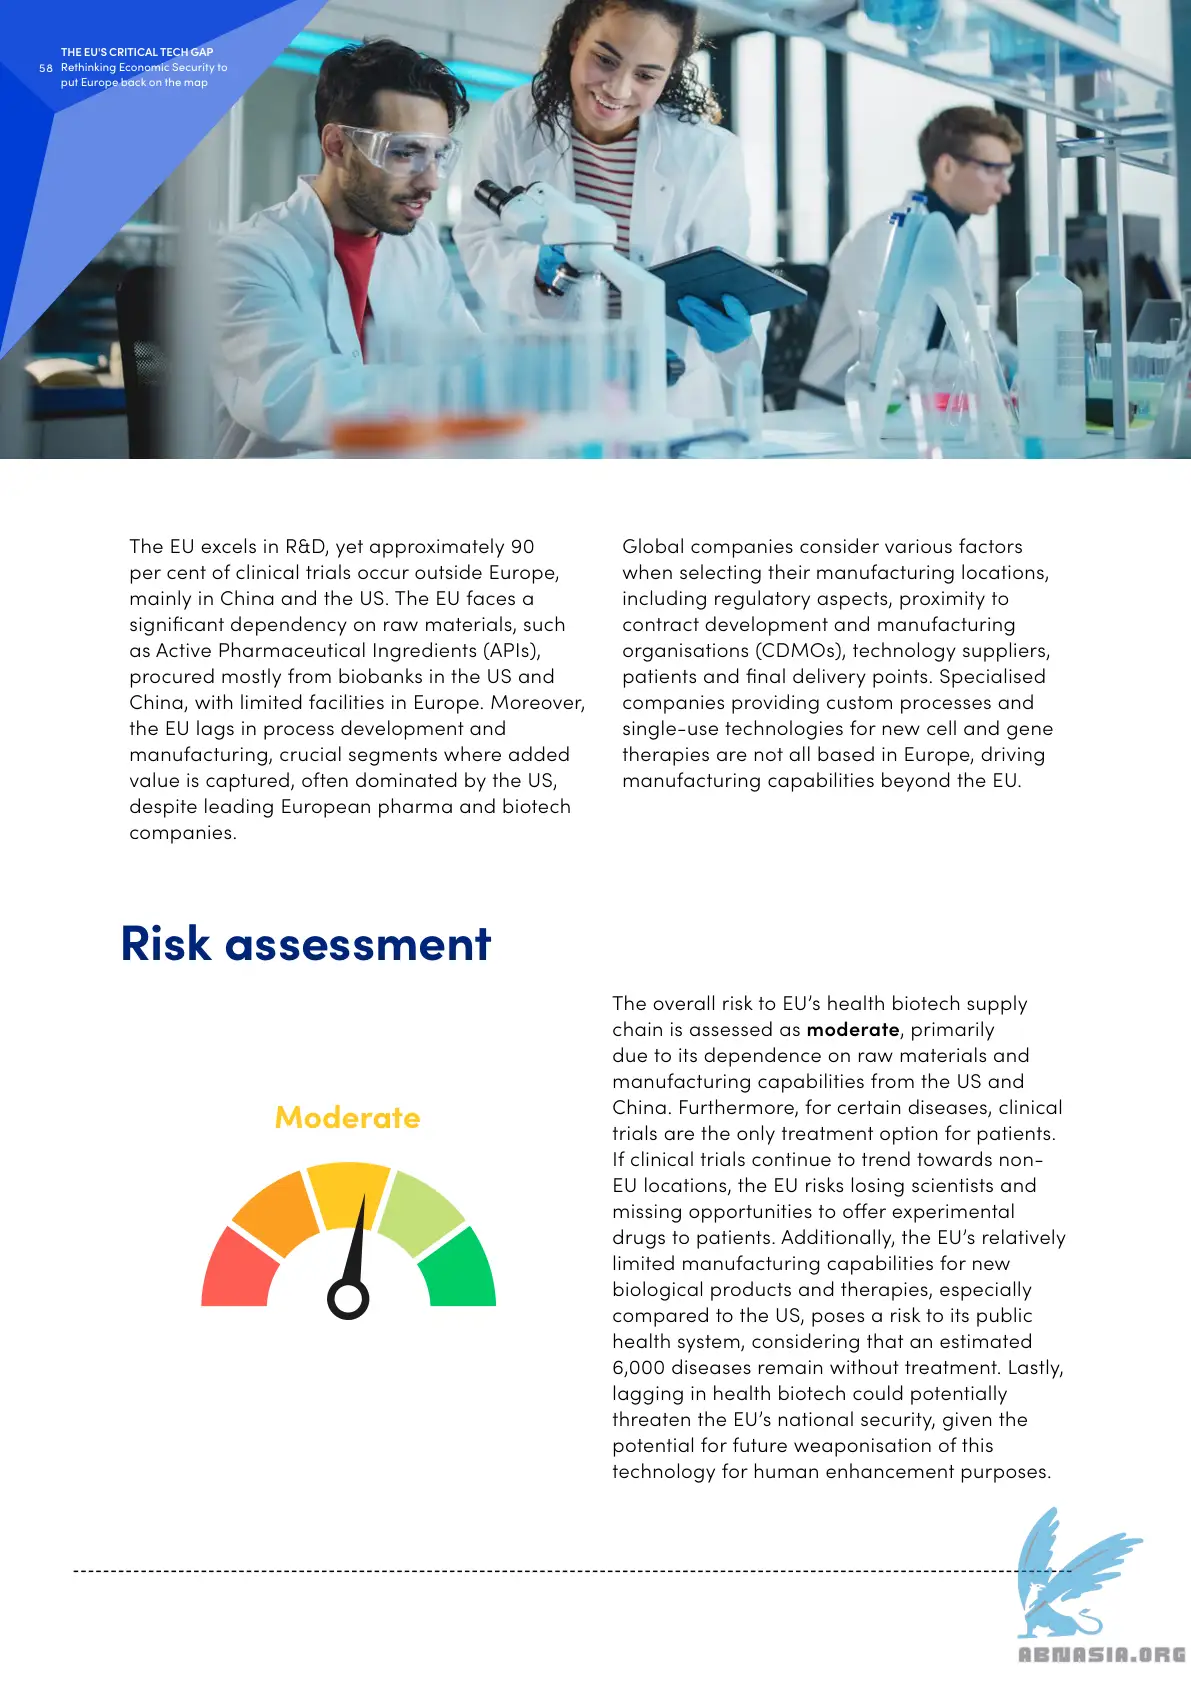 THE EU'S CRITICAL TECH GAP
58 Rethinking Economic Security to
put Europe back on the map
The EU excels in R&D, yet approximately 90
per cent of clinical trials occur outside Europe,
mainly in China and the US. The EU faces a
significant dependency on raw materials, such
as Active Pharmaceutical Ingredients (APIs),
procured mostly from biobanks in the US and
China, with limited facilities in Europe. Moreover,
the EU lags in process development and
manufacturing, crucial segments where added
value is captured, often dominated by the US,
despite leading European pharma and biotech
companies.
Global companies consider various factors
when selecting their manufacturing locations,
including regulatory aspects, proximity to
contract development and manufacturing
organisations (CDMOs), technology suppliers,
patients and final delivery points. Specialised
companies providing custom processes and
single-use technologies for new cell and gene
therapies are not all based in Europe, driving
manufacturing capabilities beyond the EU.
Risk assessment
Moderate
The overall risk to EU’s health biotech supply
chain is assessed as moderate, primarily
due to its dependence on raw materials and
manufacturing capabilities from the US and
China. Furthermore, for certain diseases, clinical
trials are the only treatment option for patients.
If clinical trials continue to trend towards non-
EU locations, the EU risks losing scientists and
missing opportunities to offer experimental
drugs to patients. Additionally, the EU’s relatively
limited manufacturing capabilities for new
biological products and therapies, especially
compared to the US, poses a risk to its public
health system, considering that an estimated
6,000 diseases remain without treatment. Lastly,
lagging in health biotech could potentially
threaten the EU’s national security, given the
potential for future weaponisation of this
technology for human enhancement purposes.
ABNASIA.ORG